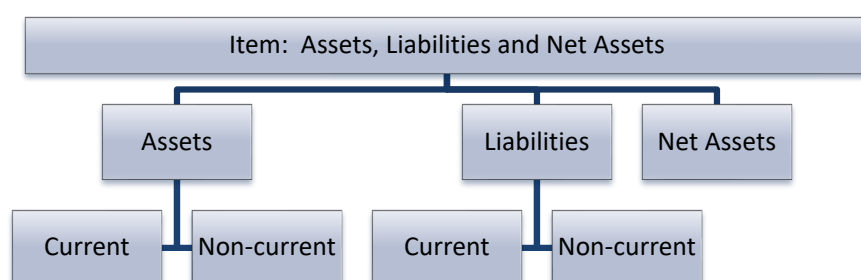 Item: Assets, Liabilities and Net Assets
Assets
Liabilities
Net Assets
Current
Non-current
Current
Non-current